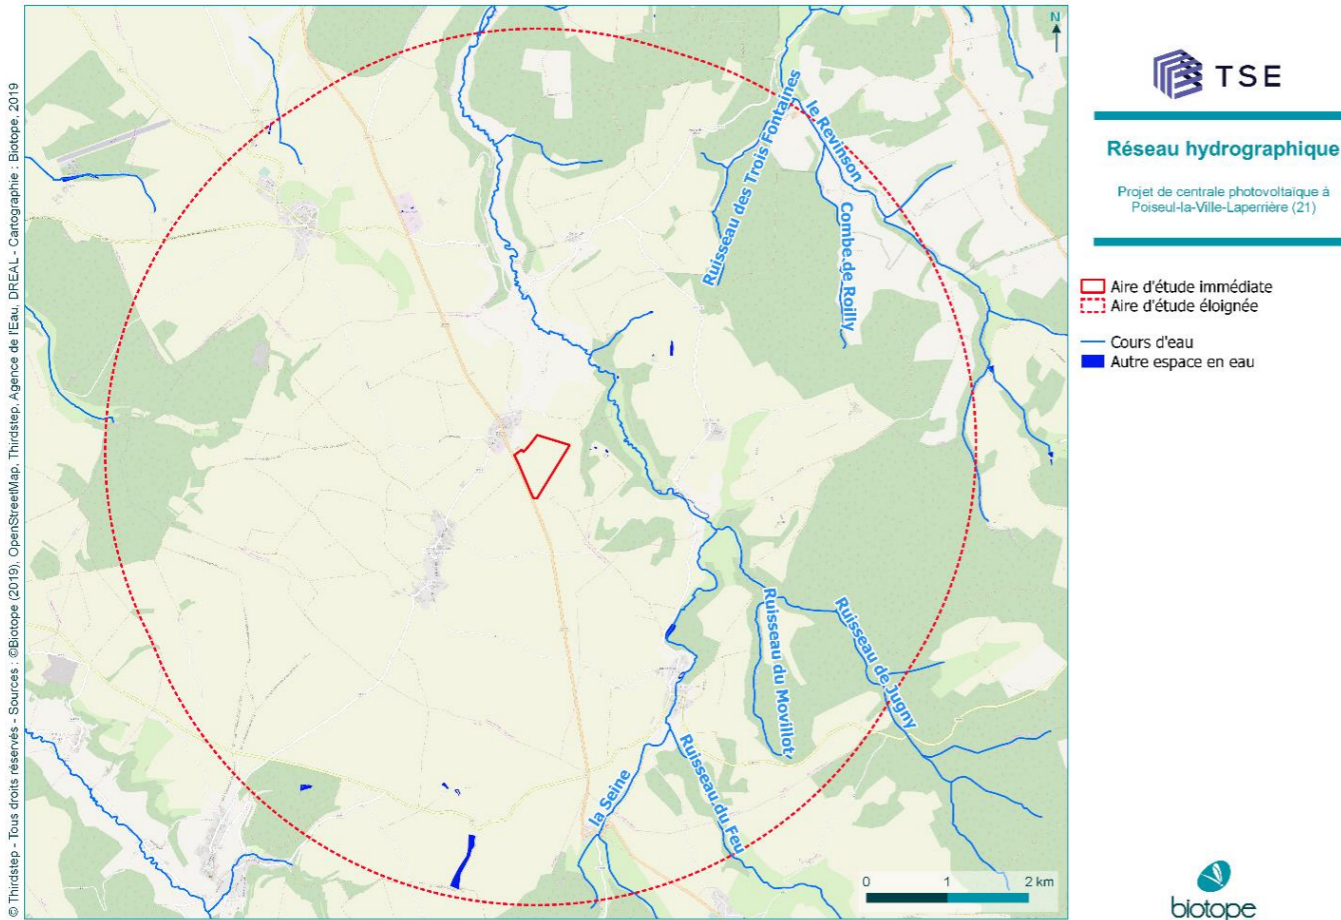 © Thirdstep - Tous droits réservés - Sources : ©Biotope (2019), OpenStreetMap, Thirdstep, Agence de l'Eau, DREAL - Cartographie : Biotope, 2019
N
Ruisseau des Trois Fontaines
le Revinson
Combe de Roilly
Ruisseau du Movillot
Ruisseau de Jugny
la Seine
Ruisseau du Feu
0 1 2 km
TSE
Réseau hydrographique
Projet de centrale photovoltaïque à
Poiseul-la-Ville-Laperrière (21)
Aire d'étude immédiate
Aire d'étude éloignée
Cours d'eau
Autre espace en eau
biotope